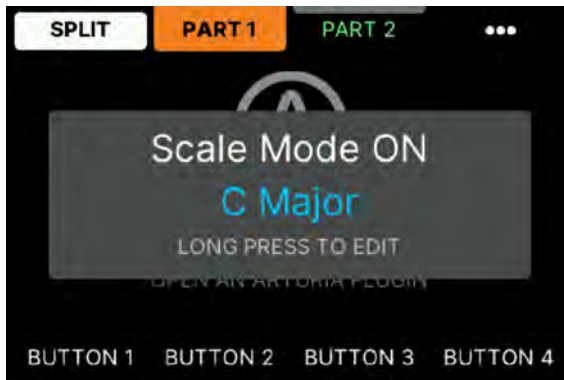 SPLIT PART 1 PART 2 •••
Scale Mode ON
C Major
LONG PRESS TO EDIT
OPEN AN ARTURIA PLUGIN
BUTTON 1 BUTTON 2 BUTTON 3 BUTTON 4